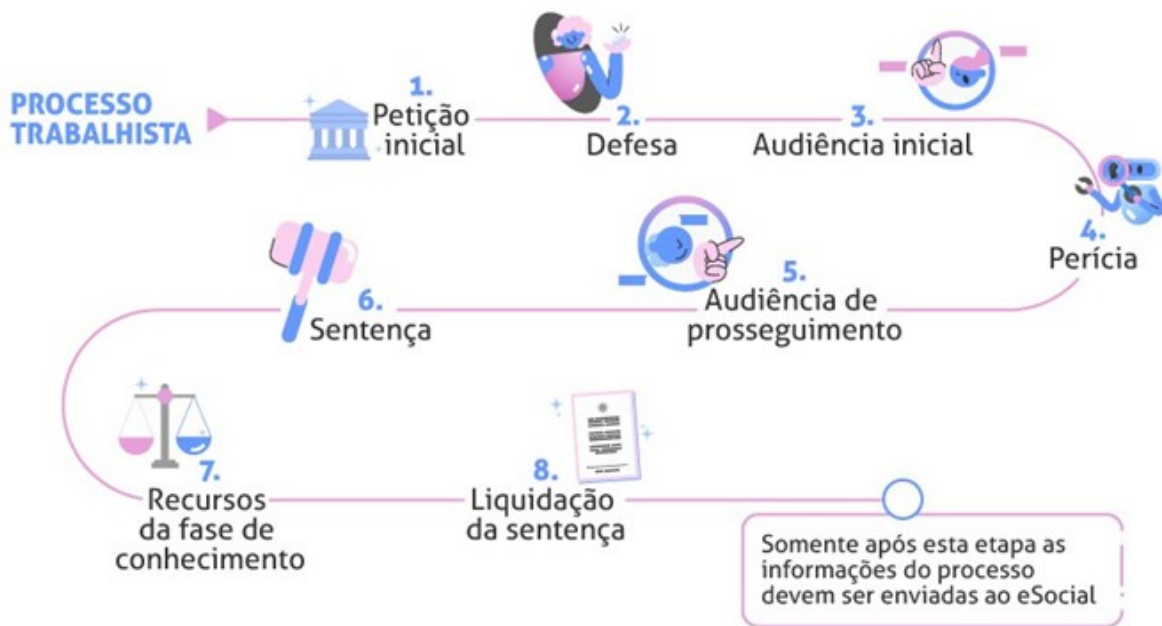 PROCESSO
TRABALHISTA
1.
Petição
inicial
2.
Defesa
3.
Audiência inicial
4.
Perícia
5.
Audiência de
prosseguimento
6.
Sentença
7.
Recursos
da fase de
conhecimento
8.
Liquidação
da sentença
Somente após esta etapa as
informações do processo
devem ser enviadas ao eSocial